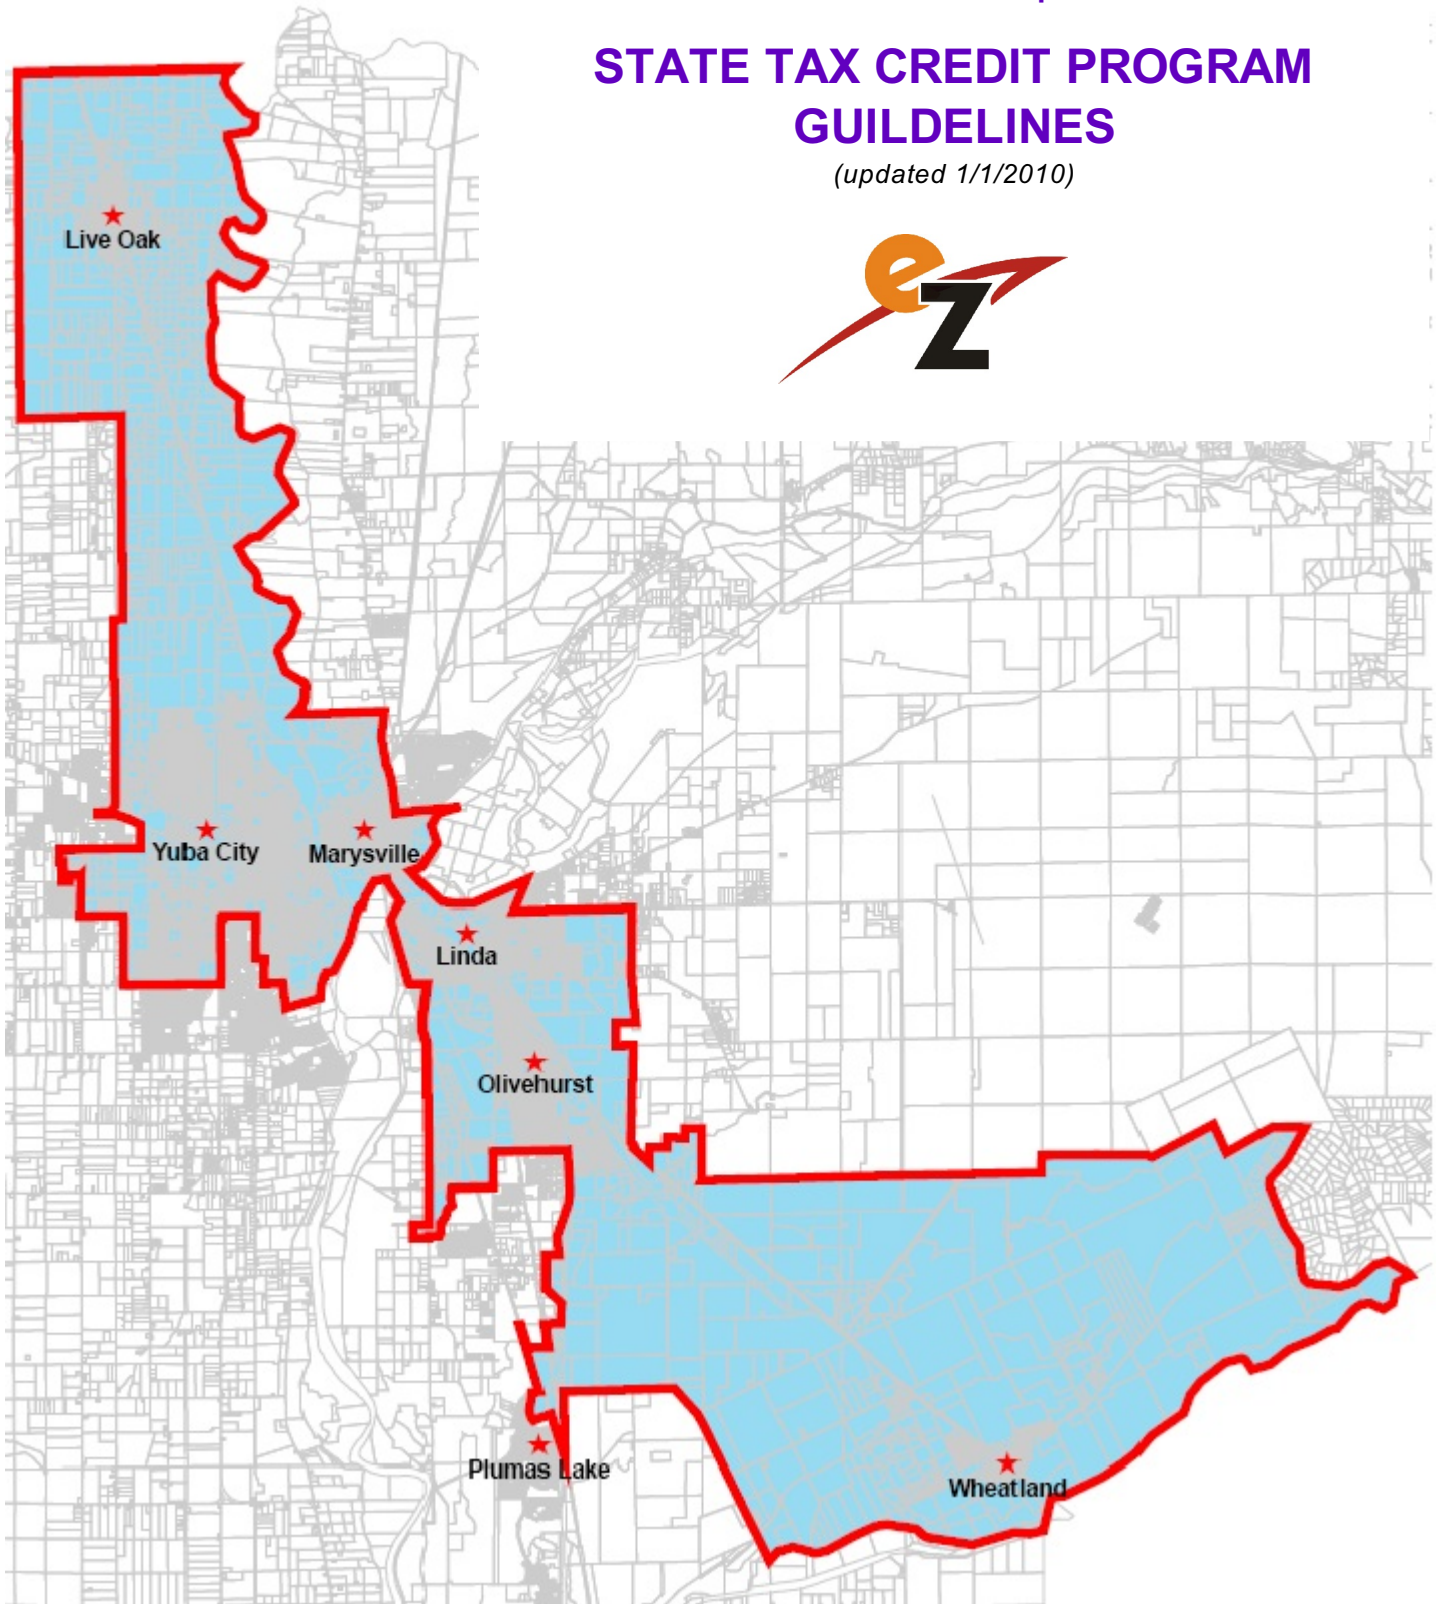 STATE TAX CREDIT PROGRAM
GUILDELINES
(updated 1/1/2010)
eZ
Live Oak
Yuba City
Marysville
Linda
Olivehurst
Plumas Lake
Wheatland